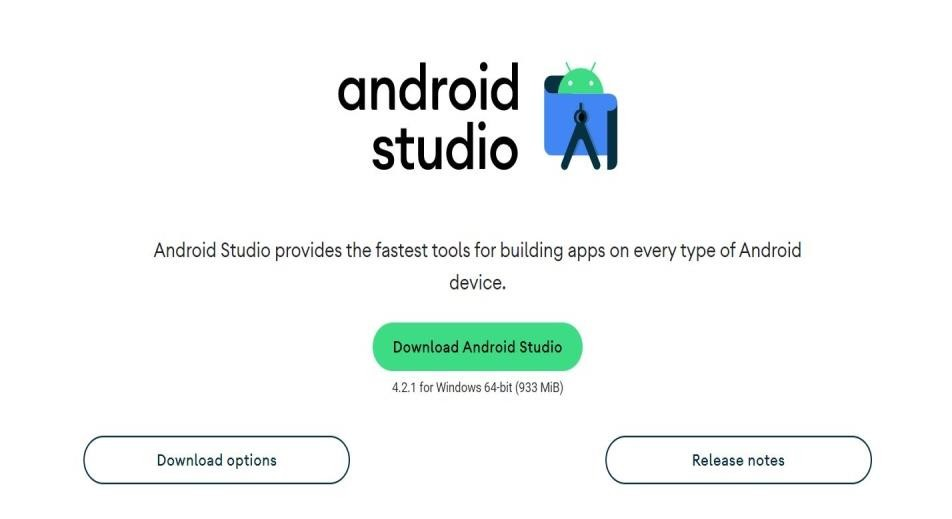 android
studio
Android Studio provides the fastest tools for building apps on every type of Android
device.
Download Android Studio
4.2.1 for Windows 64-bit (933 MiB)
Download options
Release notes